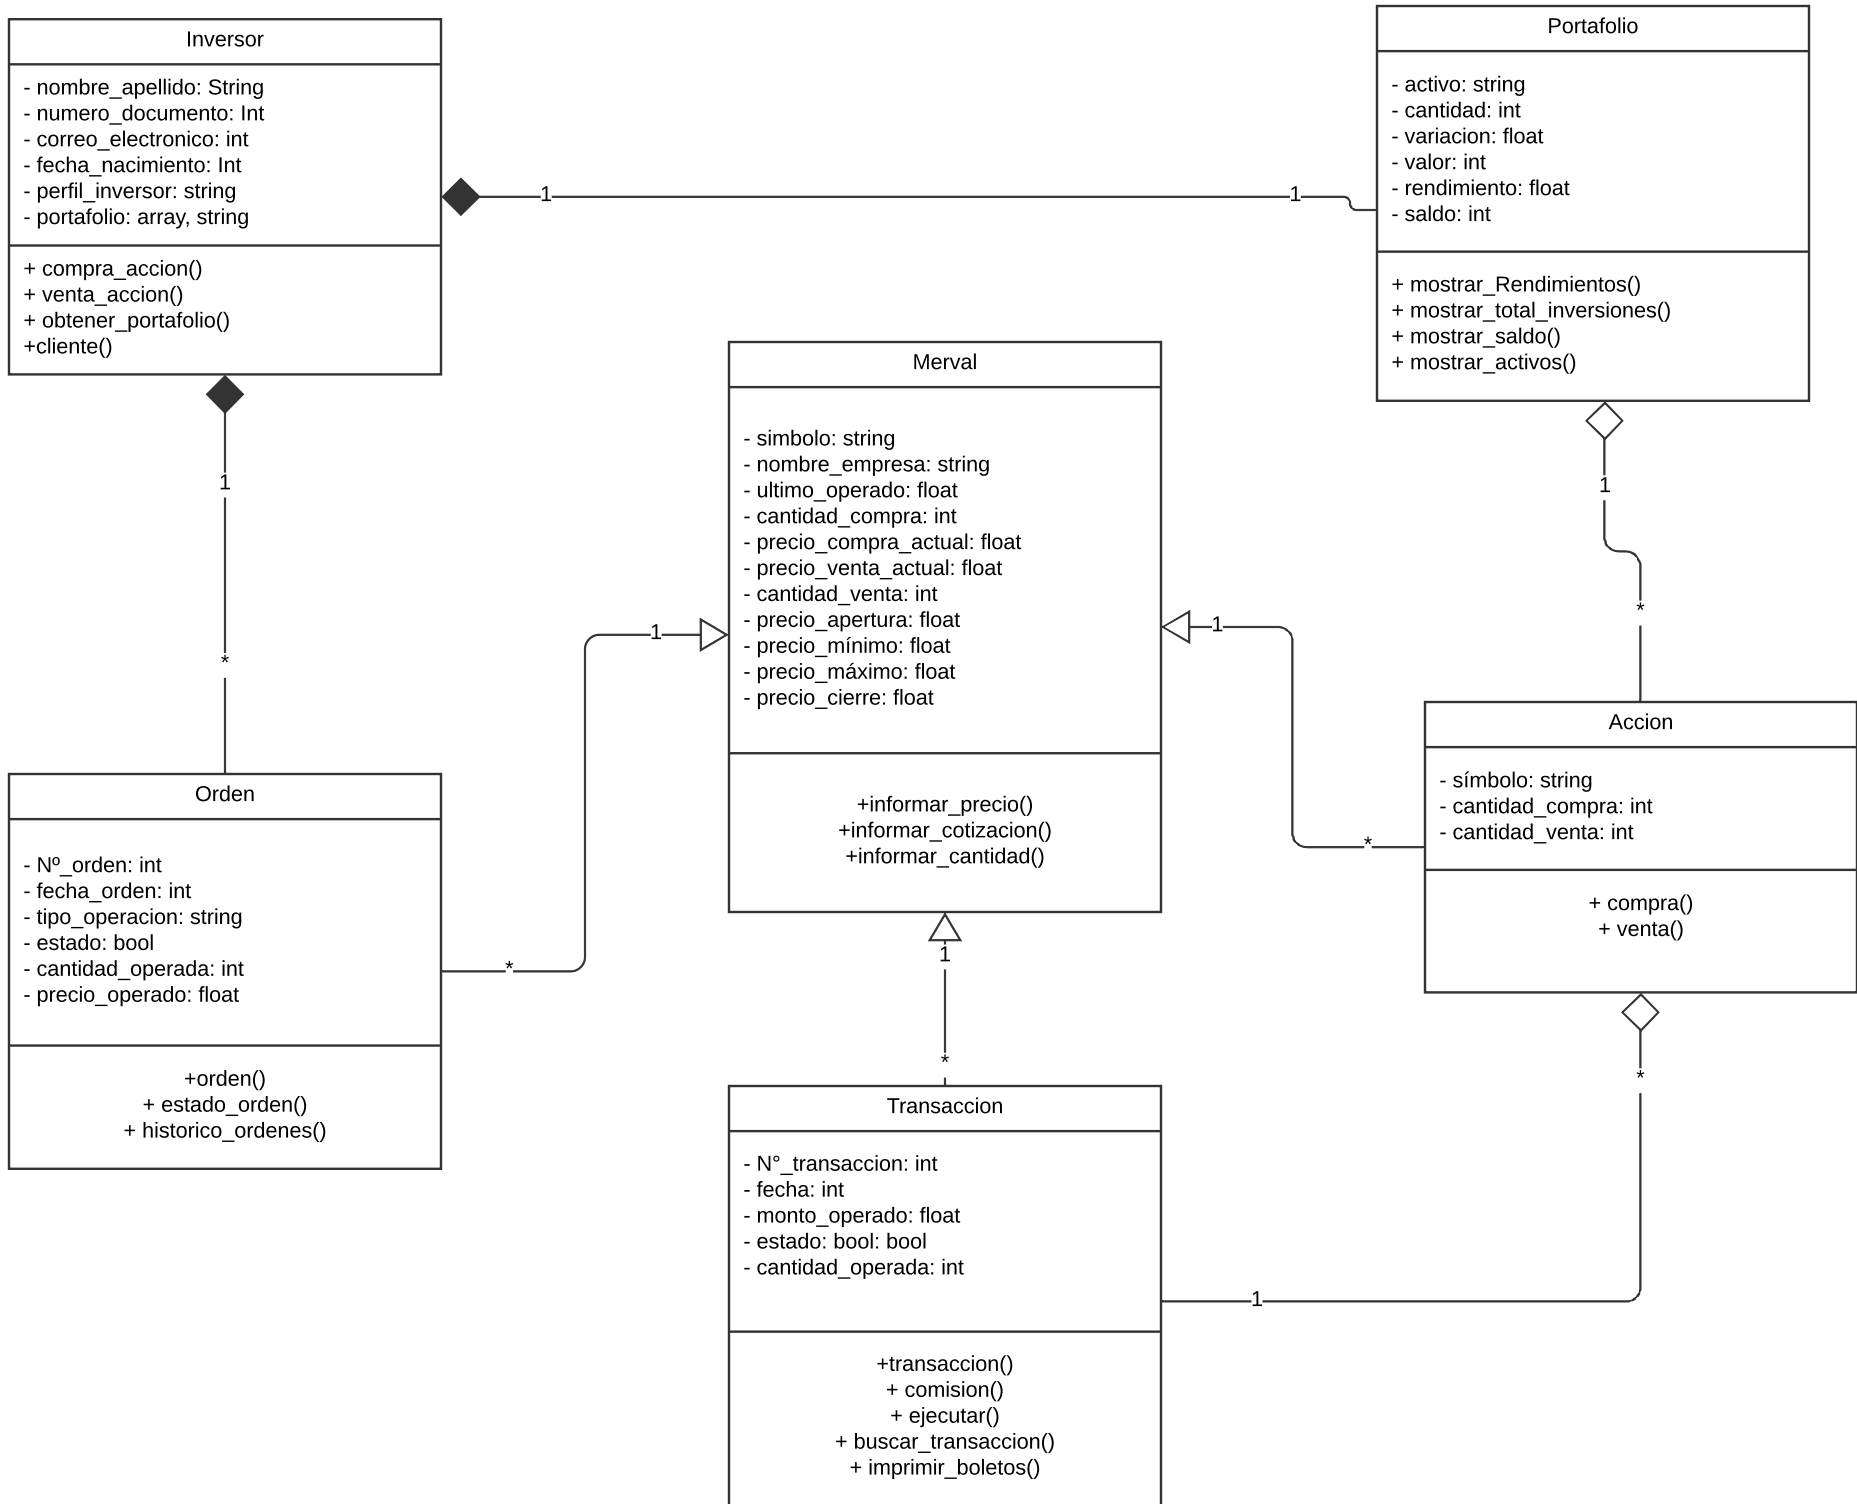 Inversor
- nombre_apellido: String
- numero_documento: Int
- correo_electronico: int
- fecha_nacimiento: Int
- perfil_inversor: string
- portafolio: array, string
+ compra_accion()
+ venta_accion()
+ obtener_portafolio()
+cliente()
1
1
Portafolio
- activo: string
- cantidad: int
- variacion: float
- valor: int
- rendimiento: float
- saldo: int
+ mostrar_Rendimientos()
+ mostrar_total_inversiones()
+ mostrar_saldo()
+ mostrar_activos()
1
*
Merval
- simbolo: string
- nombre_empresa: string
- ultimo_operado: float
- cantidad_compra: int
- precio_compra_actual: float
- precio_venta_actual: float
- cantidad_venta: int
- precio_apertura: float
- precio_mínimo: float
- precio_máximo: float
- precio_cierre: float
+informar_precio()
+informar_cotizacion()
+informar_cantidad()
1
*
1
*
1
*
Orden
- Nº_orden: int
- fecha_orden: int
- tipo_operacion: string
- estado: bool
- cantidad_operada: int
- precio_operado: float
+orden()
+ estado_orden()
+ historico_ordenes()
1
*
Accion
- símbolo: string
- cantidad_compra: int
- cantidad_venta: int
+ compra()
+ venta()
*
1
Transaccion
- N°_transaccion: int
- fecha: int
- monto_operado: float
- estado: bool: bool
- cantidad_operada: int
+transaccion()
+ comision()
+ ejecutar()
+ buscar_transaccion()
+ imprimir_boletos()